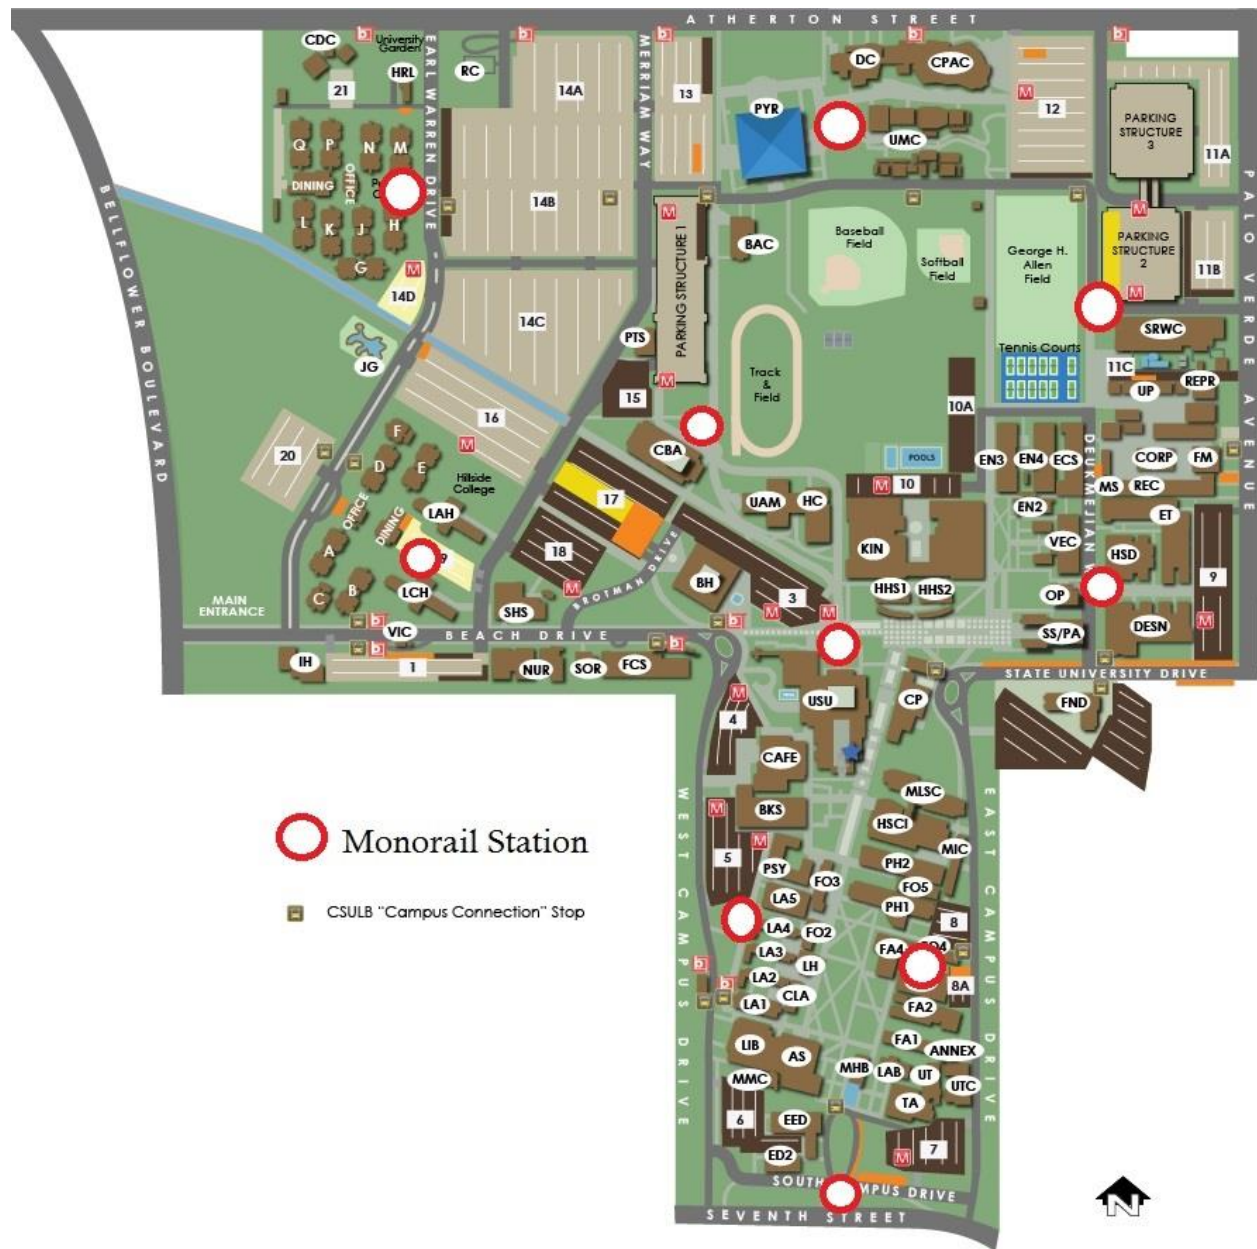 ATHERTON STREET
CDC
University
Garden
HRL
RC
21
EARL WARREN DRIVE
14A
MERRIAM WAY
13
DC
CPAC
PYR
UMC
12
PARKING
STRUCTURE
3
11A
Q
P
N
M
DINING
OFFICE
L
K
J
H
G
14B
14D
14C
BELLFLOWER BOULEVARD
PALO VERDE AVENUE
PARKING STRUCTURE 1
BAC
Baseball
Field
Softball
Field
George H.
Allen
Field
PARKING
STRUCTURE
2
11B
JG
PTS
15
16
Track
&
Field
Tennis Courts
SRWC
11C
UP
REPR
10A
20
F
D
E
Hillside
College
OFFICE
DINING
CBA
17
POOLS
10
EN3
EN4
ECS
DEUKMEJIAN
CORP
FM
MS
REC
ET
EN2
UAM
HC
LAH
A
B
C
LCH
18
SHS
BROTMAN DRIVE
BH
3
KIN
HHS1
HHS2
VEC
HSD
9
OP
DESN
SS/PA
MAIN
ENTRANCE
VIC
BEACH DRIVE
IH
1
NUR
SOR
FCS
STATE UNIVERSITY DRIVE
FND
USU
CP
4
CAFE
BKS
WEST CAMPUS DRIVE
EAST CAMPUS DRIVE
MLSC
HSCI
MIC
5
PSY
FO3
PH2
FO5
PH1
8
LA5
LA4
FO2
LA3
LH
FA4
LA2
CLA
8A
LA1
FA2
LIB
AS
FA1
ANNEX
MMC
MHB
LAB
UT
UTC
TA
6
EED
ED2
7
SOUTH
MPUS DRIVE
SEVENTH STREET
Monorail Station
CSULB "Campus Connection" Stop
N